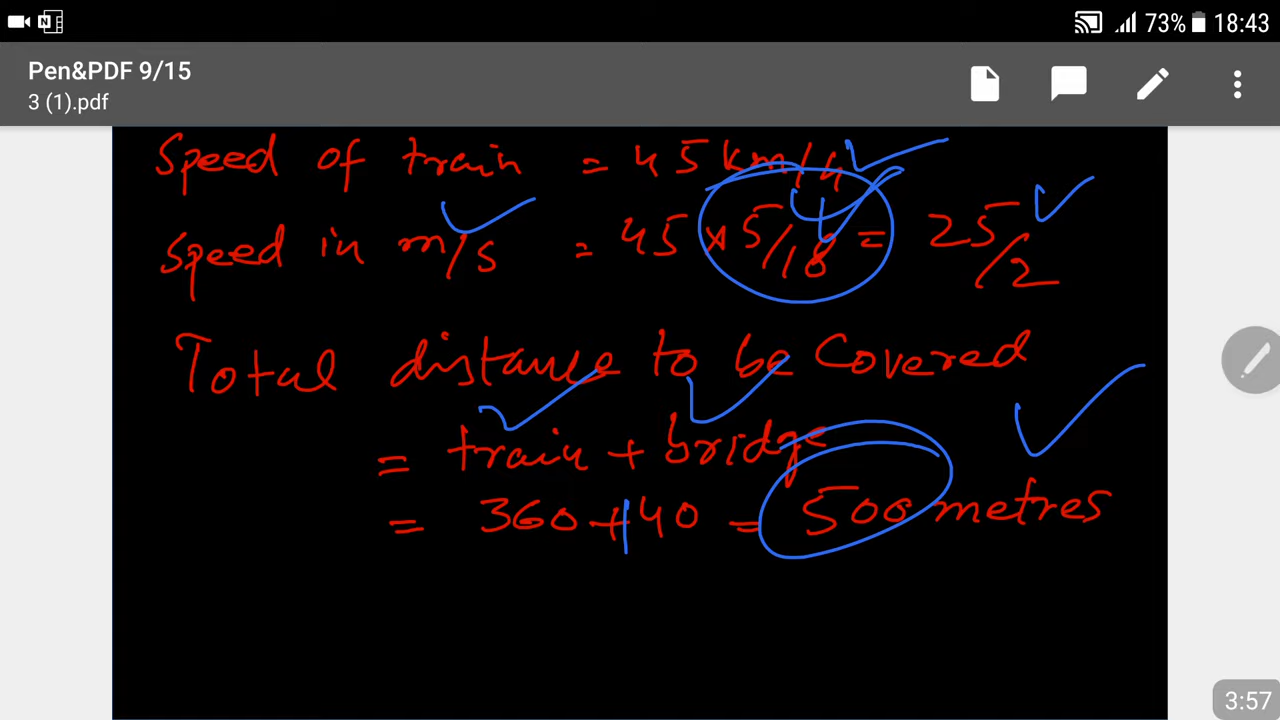 73% 18:43
Pen&PDF 9/15
3 (1).pdf
Speed of train = 45 km/h
Speed in m/s = 45 × 5/18 = 25/2
Total distance to be Covered
= train + bridge
= 360 + 140 = 500 metres
3:57